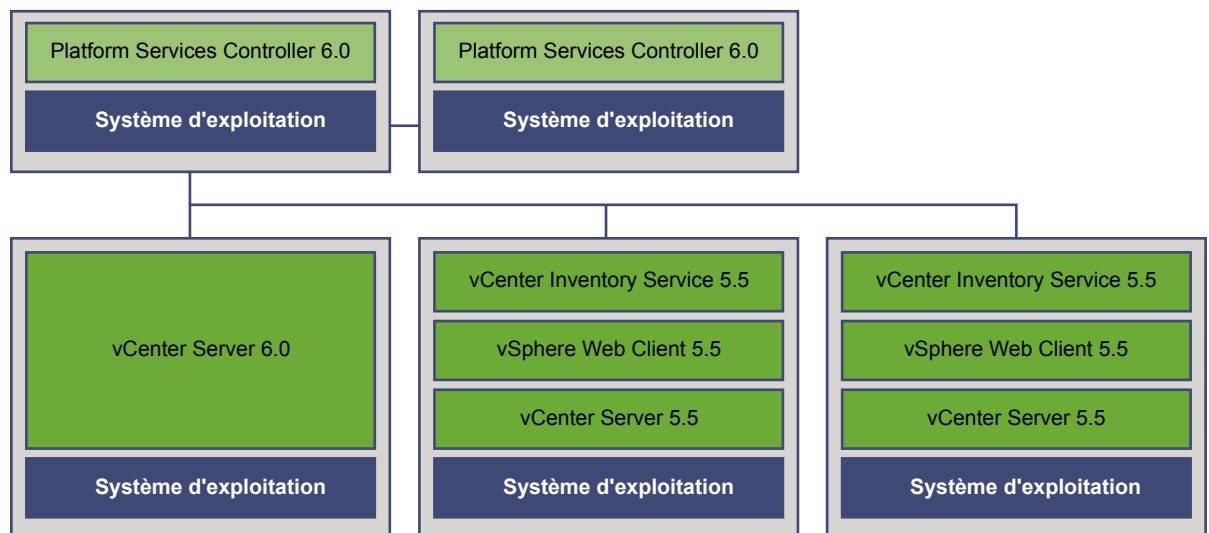 Platform Services Controller 6.0
Système d'exploitation
Platform Services Controller 6.0
Système d'exploitation
vCenter Server 6.0
Système d'exploitation
vCenter Inventory Service 5.5
vSphere Web Client 5.5
vCenter Server 5.5
Système d'exploitation
vCenter Inventory Service 5.5
vSphere Web Client 5.5
vCenter Server 5.5
Système d'exploitation